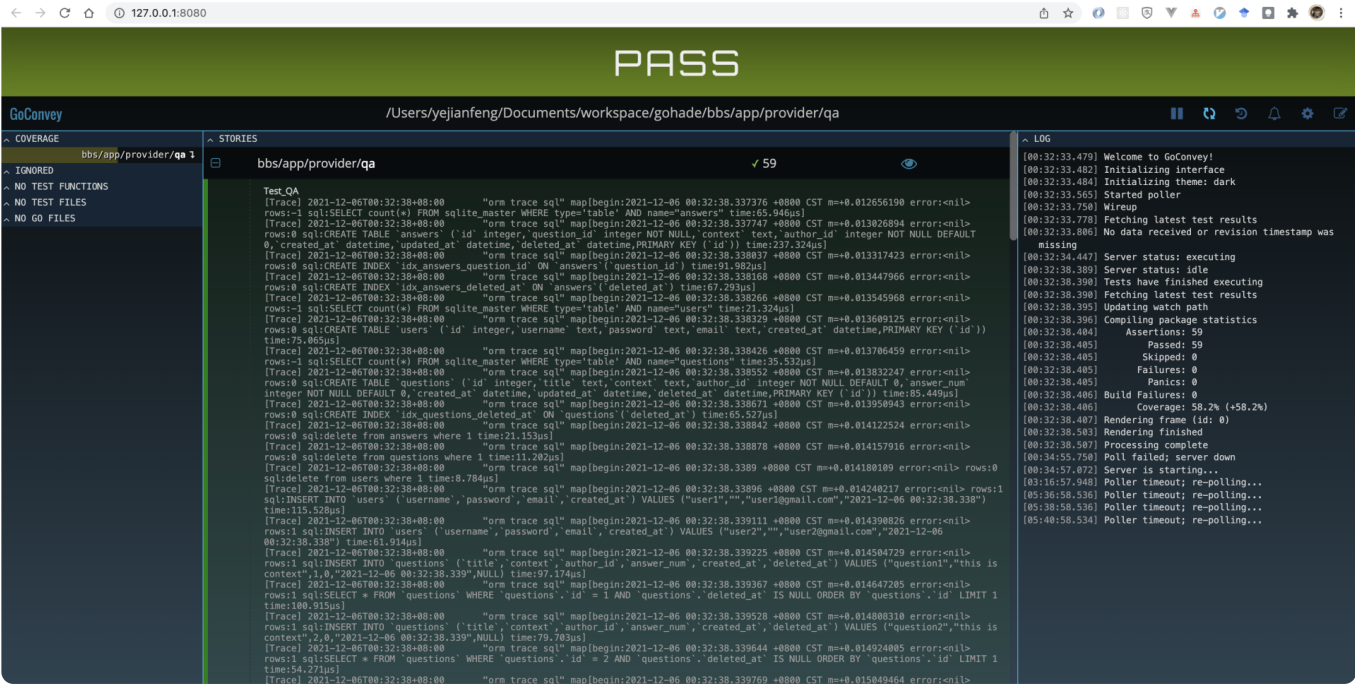 127.0.0.1:8080
PASS
GoConvey
/Users/yejianfeng/Documents/workspace/gohade/bbs/app/provider/qa
COVERAGE
bbs/app/provider/qa
IGNORED
NO TEST FUNCTIONS
NO TEST FILES
NO GO FILES
STORIES
bbs/app/provider/qa
✓ 59
Test_QA
[Trace] 2021-12-06T00:32:38+08:00 "orm trace sql" map[begin:2021-12-06 00:32:38.337376 +0800 CST m=+0.012656190 error:<nil>
rows:-1 sql:SELECT count(*) FROM sqlite_master WHERE type='table' AND name="answers" time:65.946µs]
[Trace] 2021-12-06T00:32:38+08:00 "orm trace sql" map[begin:2021-12-06 00:32:38.337747 +0800 CST m=+0.013026894 error:<nil>
rows:0 sql:CREATE TABLE `answers` (`id` integer,`question_id` integer NOT NULL,`context` text,`author_id` integer NOT NULL DEFAULT
0,`created_at` datetime,`updated_at` datetime,`deleted_at` datetime,PRIMARY KEY (`id`)) time:237.324µs]
[Trace] 2021-12-06T00:32:38+08:00 "orm trace sql" map[begin:2021-12-06 00:32:38.338037 +0800 CST m=+0.013317423 error:<nil>
rows:0 sql:CREATE INDEX `idx_answers_question_id` ON `answers`(`question_id`) time:91.982µs]
[Trace] 2021-12-06T00:32:38+08:00 "orm trace sql" map[begin:2021-12-06 00:32:38.338168 +0800 CST m=+0.013447966 error:<nil>
rows:0 sql:CREATE INDEX `idx_answers_deleted_at` ON `answers`(`deleted_at`) time:67.293µs]
[Trace] 2021-12-06T00:32:38+08:00 "orm trace sql" map[begin:2021-12-06 00:32:38.338266 +0800 CST m=+0.013545968 error:<nil>
rows:-1 sql:SELECT count(*) FROM sqlite_master WHERE type='table' AND name="users" time:21.324µs]
[Trace] 2021-12-06T00:32:38+08:00 "orm trace sql" map[begin:2021-12-06 00:32:38.338329 +0800 CST m=+0.013609125 error:<nil>
rows:0 sql:CREATE TABLE `users` (`id` integer,`username` text,`password` text,`email` text,`created_at` datetime,PRIMARY KEY (`id`))
time:75.065µs]
[Trace] 2021-12-06T00:32:38+08:00 "orm trace sql" map[begin:2021-12-06 00:32:38.338426 +0800 CST m=+0.013706459 error:<nil>
rows:-1 sql:SELECT count(*) FROM sqlite_master WHERE type='table' AND name="questions" time:35.532µs]
[Trace] 2021-12-06T00:32:38+08:00 "orm trace sql" map[begin:2021-12-06 00:32:38.338552 +0800 CST m=+0.013832247 error:<nil>
rows:0 sql:CREATE TABLE `questions` (`id` integer,`title` text,`context` text,`author_id` integer NOT NULL DEFAULT 0,`answer_num`
integer NOT NULL DEFAULT 0,`created_at` datetime,`updated_at` datetime,`deleted_at` datetime,PRIMARY KEY (`id`)) time:85.449µs]
[Trace] 2021-12-06T00:32:38+08:00 "orm trace sql" map[begin:2021-12-06 00:32:38.338671 +0800 CST m=+0.013950943 error:<nil>
rows:0 sql:CREATE INDEX `idx_questions_deleted_at` ON `questions`(`deleted_at`) time:65.527µs]
[Trace] 2021-12-06T00:32:38+08:00 "orm trace sql" map[begin:2021-12-06 00:32:38.338842 +0800 CST m=+0.014122524 error:<nil>
rows:0 sql:delete from answers where 1 time:21.153µs]
[Trace] 2021-12-06T00:32:38+08:00 "orm trace sql" map[begin:2021-12-06 00:32:38.338878 +0800 CST m=+0.014157916 error:<nil>
rows:0 sql:delete from questions where 1 time:11.202µs]
[Trace] 2021-12-06T00:32:38+08:00 "orm trace sql" map[begin:2021-12-06 00:32:38.3389 +0800 CST m=+0.014180109 error:<nil> rows:0
sql:delete from users where 1 time:8.784µs]
[Trace] 2021-12-06T00:32:38+08:00 "orm trace sql" map[begin:2021-12-06 00:32:38.33896 +0800 CST m=+0.014240217 error:<nil> rows:1
sql:INSERT INTO `users` (`username`,`password`,`email`,`created_at`) VALUES ("user1","","user1@gmail.com","2021-12-06 00:32:38.338")
time:115.528µs]
[Trace] 2021-12-06T00:32:38+08:00 "orm trace sql" map[begin:2021-12-06 00:32:38.339111 +0800 CST m=+0.014390826 error:<nil>
rows:1 sql:INSERT INTO `users` (`username`,`password`,`email`,`created_at`) VALUES ("user2","","user2@gmail.com","2021-12-06
00:32:38.338") time:61.914µs]
[Trace] 2021-12-06T00:32:38+08:00 "orm trace sql" map[begin:2021-12-06 00:32:38.339225 +0800 CST m=+0.014504729 error:<nil>
rows:1 sql:INSERT INTO `questions` (`title`,`context`,`author_id`,`answer_num`,`created_at`,`deleted_at`) VALUES ("question1","this is
context",1,0,"2021-12-06 00:32:38.339",NULL) time:97.174µs]
[Trace] 2021-12-06T00:32:38+08:00 "orm trace sql" map[begin:2021-12-06 00:32:38.339367 +0800 CST m=+0.014647205 error:<nil>
rows:1 sql:SELECT * FROM `questions` WHERE `questions`.`id` = 1 AND `questions`.`deleted_at` IS NULL ORDER BY `questions`.`id` LIMIT 1
time:100.915µs]
[Trace] 2021-12-06T00:32:38+08:00 "orm trace sql" map[begin:2021-12-06 00:32:38.339528 +0800 CST m=+0.014808310 error:<nil>
rows:1 sql:INSERT INTO `questions` (`title`,`context`,`author_id`,`answer_num`,`created_at`,`deleted_at`) VALUES ("question2","this is
context",2,0,"2021-12-06 00:32:38.339",NULL) time:79.703µs]
[Trace] 2021-12-06T00:32:38+08:00 "orm trace sql" map[begin:2021-12-06 00:32:38.339644 +0800 CST m=+0.014924005 error:<nil>
rows:1 sql:SELECT * FROM `questions` WHERE `questions`.`id` = 2 AND `questions`.`deleted_at` IS NULL ORDER BY `questions`.`id` LIMIT 1
time:54.271µs]
[Trace] 2021-12-06T00:32:38+08:00 "orm trace sql" map[begin:2021-12-06 00:32:38.339769 +0800 CST m=+0.015049464 error:<nil>
LOG
[00:32:33.479] Welcome to GoConvey!
[00:32:33.482] Initializing interface
[00:32:33.484] Initializing theme: dark
[00:32:33.565] Started poller
[00:32:33.750] Wireup
[00:32:33.778] Fetching latest test results
[00:32:33.806] No data received or revision timestamp was
missing
[00:32:34.447] Server status: executing
[00:32:38.389] Server status: idle
[00:32:38.390] Tests have finished executing
[00:32:38.390] Fetching latest test results
[00:32:38.395] Updating watch path
[00:32:38.396] Compiling package statistics
[00:32:38.404] Assertions: 59
[00:32:38.405] Passed: 59
[00:32:38.405] Skipped: 0
[00:32:38.405] Failures: 0
[00:32:38.405] Panics: 0
[00:32:38.406] Build Failures: 0
[00:32:38.406] Coverage: 58.2% (+58.2%)
[00:32:38.407] Rendering frame (id: 0)
[00:32:38.503] Rendering finished
[00:32:38.507] Processing complete
[00:34:55.750] Poll failed; server down
[00:34:57.072] Server is starting...
[03:16:57.948] Poller timeout; re-polling...
[05:36:58.536] Poller timeout; re-polling...
[05:38:58.536] Poller timeout; re-polling...
[05:40:58.534] Poller timeout; re-polling...